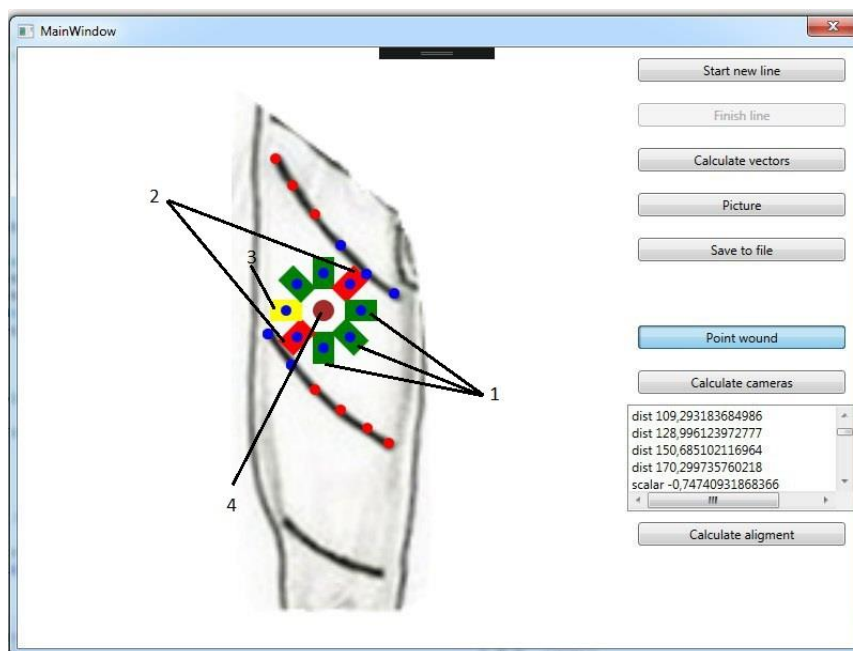 MainWindow
Start new line
Finish line
Calculate vectors
Picture
Save to file
2
3
Point wound
Calculate cameras
1
dist 109,293183684986
dist 128,996123972777
dist 150,685102116964
dist 170,299735760218
scalar -0,74740931868366
4
Calculate aligment